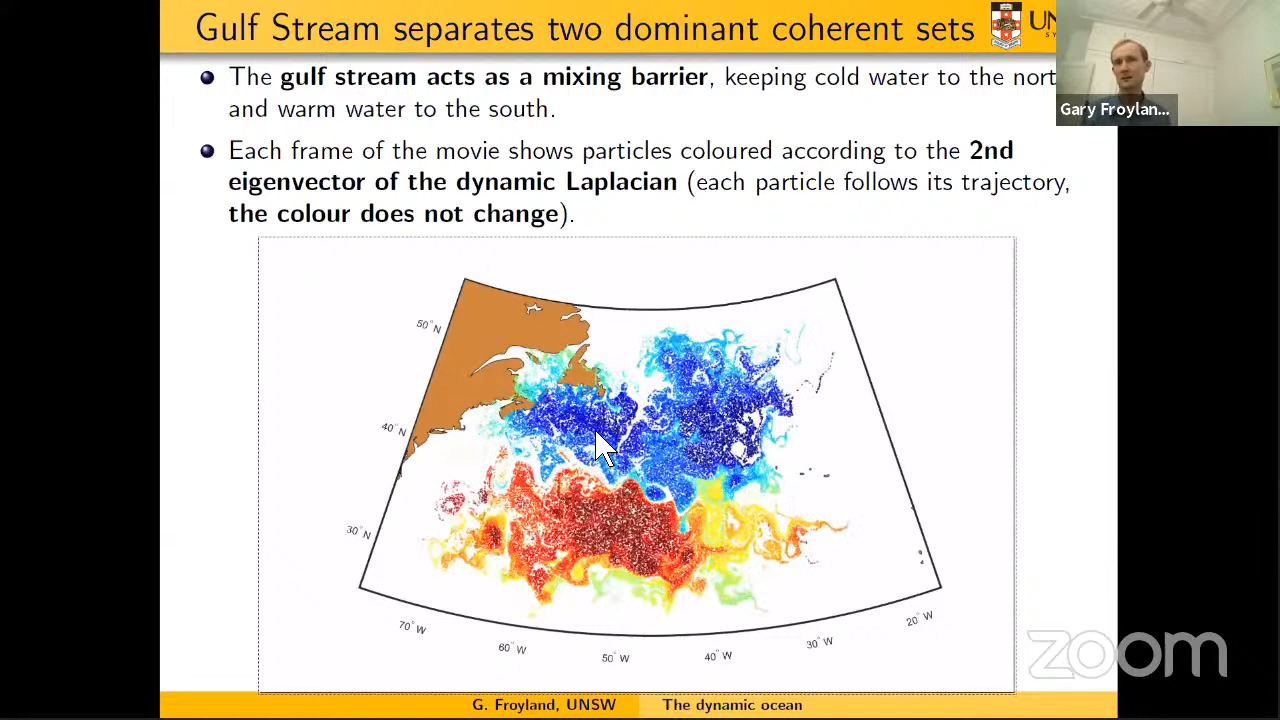 Gulf Stream separates two dominant coherent sets
Gary Froylan...
The gulf stream acts as a mixing barrier, keeping cold water to the nort
and warm water to the south.
Each frame of the movie shows particles coloured according to the 2nd
eigenvector of the dynamic Laplacian (each particle follows its trajectory,
the colour does not change).
50°N
40°N
30°N
70°W
60°W
50°W
40°W
30°W
20°W
zoom
G. Froyland, UNSW
The dynamic ocean